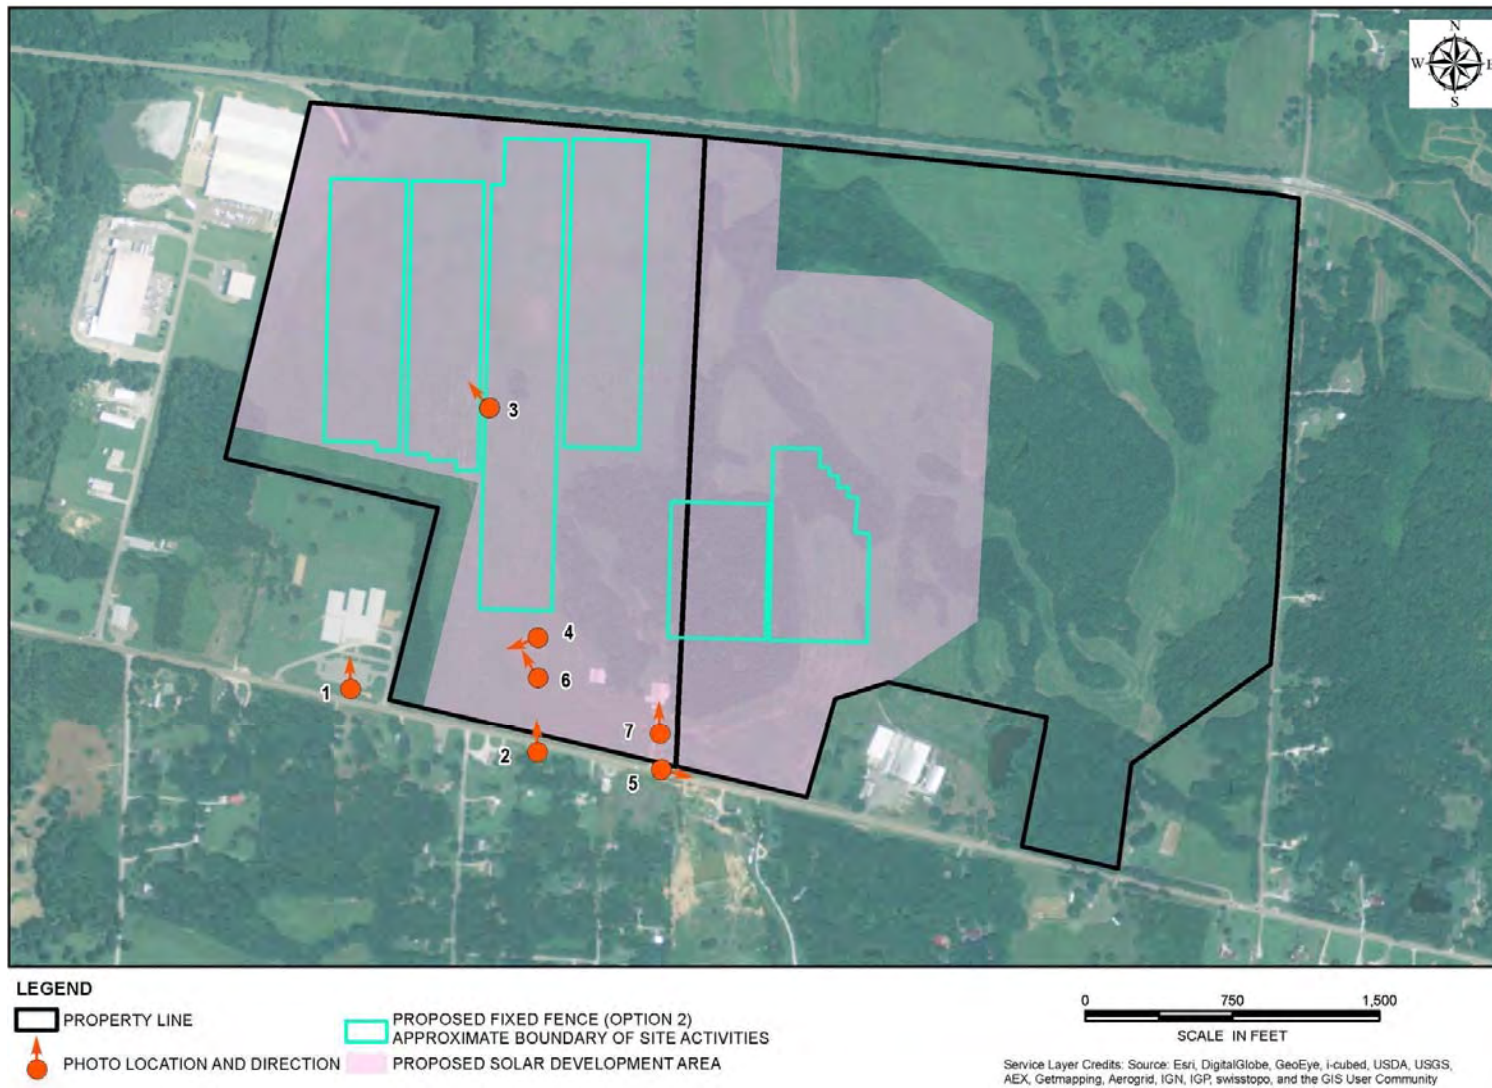 N
W E
S
3
4
6
1
7
2
5
LEGEND
PROPERTY LINE
PHOTO LOCATION AND DIRECTION
PROPOSED FIXED FENCE (OPTION 2)
APPROXIMATE BOUNDARY OF SITE ACTIVITIES
PROPOSED SOLAR DEVELOPMENT AREA
0 750 1,500
SCALE IN FEET
Service Layer Credits: Source: Esri, DigitalGlobe, GeoEye, i-cubed, USDA, USGS,
AEX, Getmapping, Aerogrid, IGN, IGP, swisstopo, and the GIS User Community